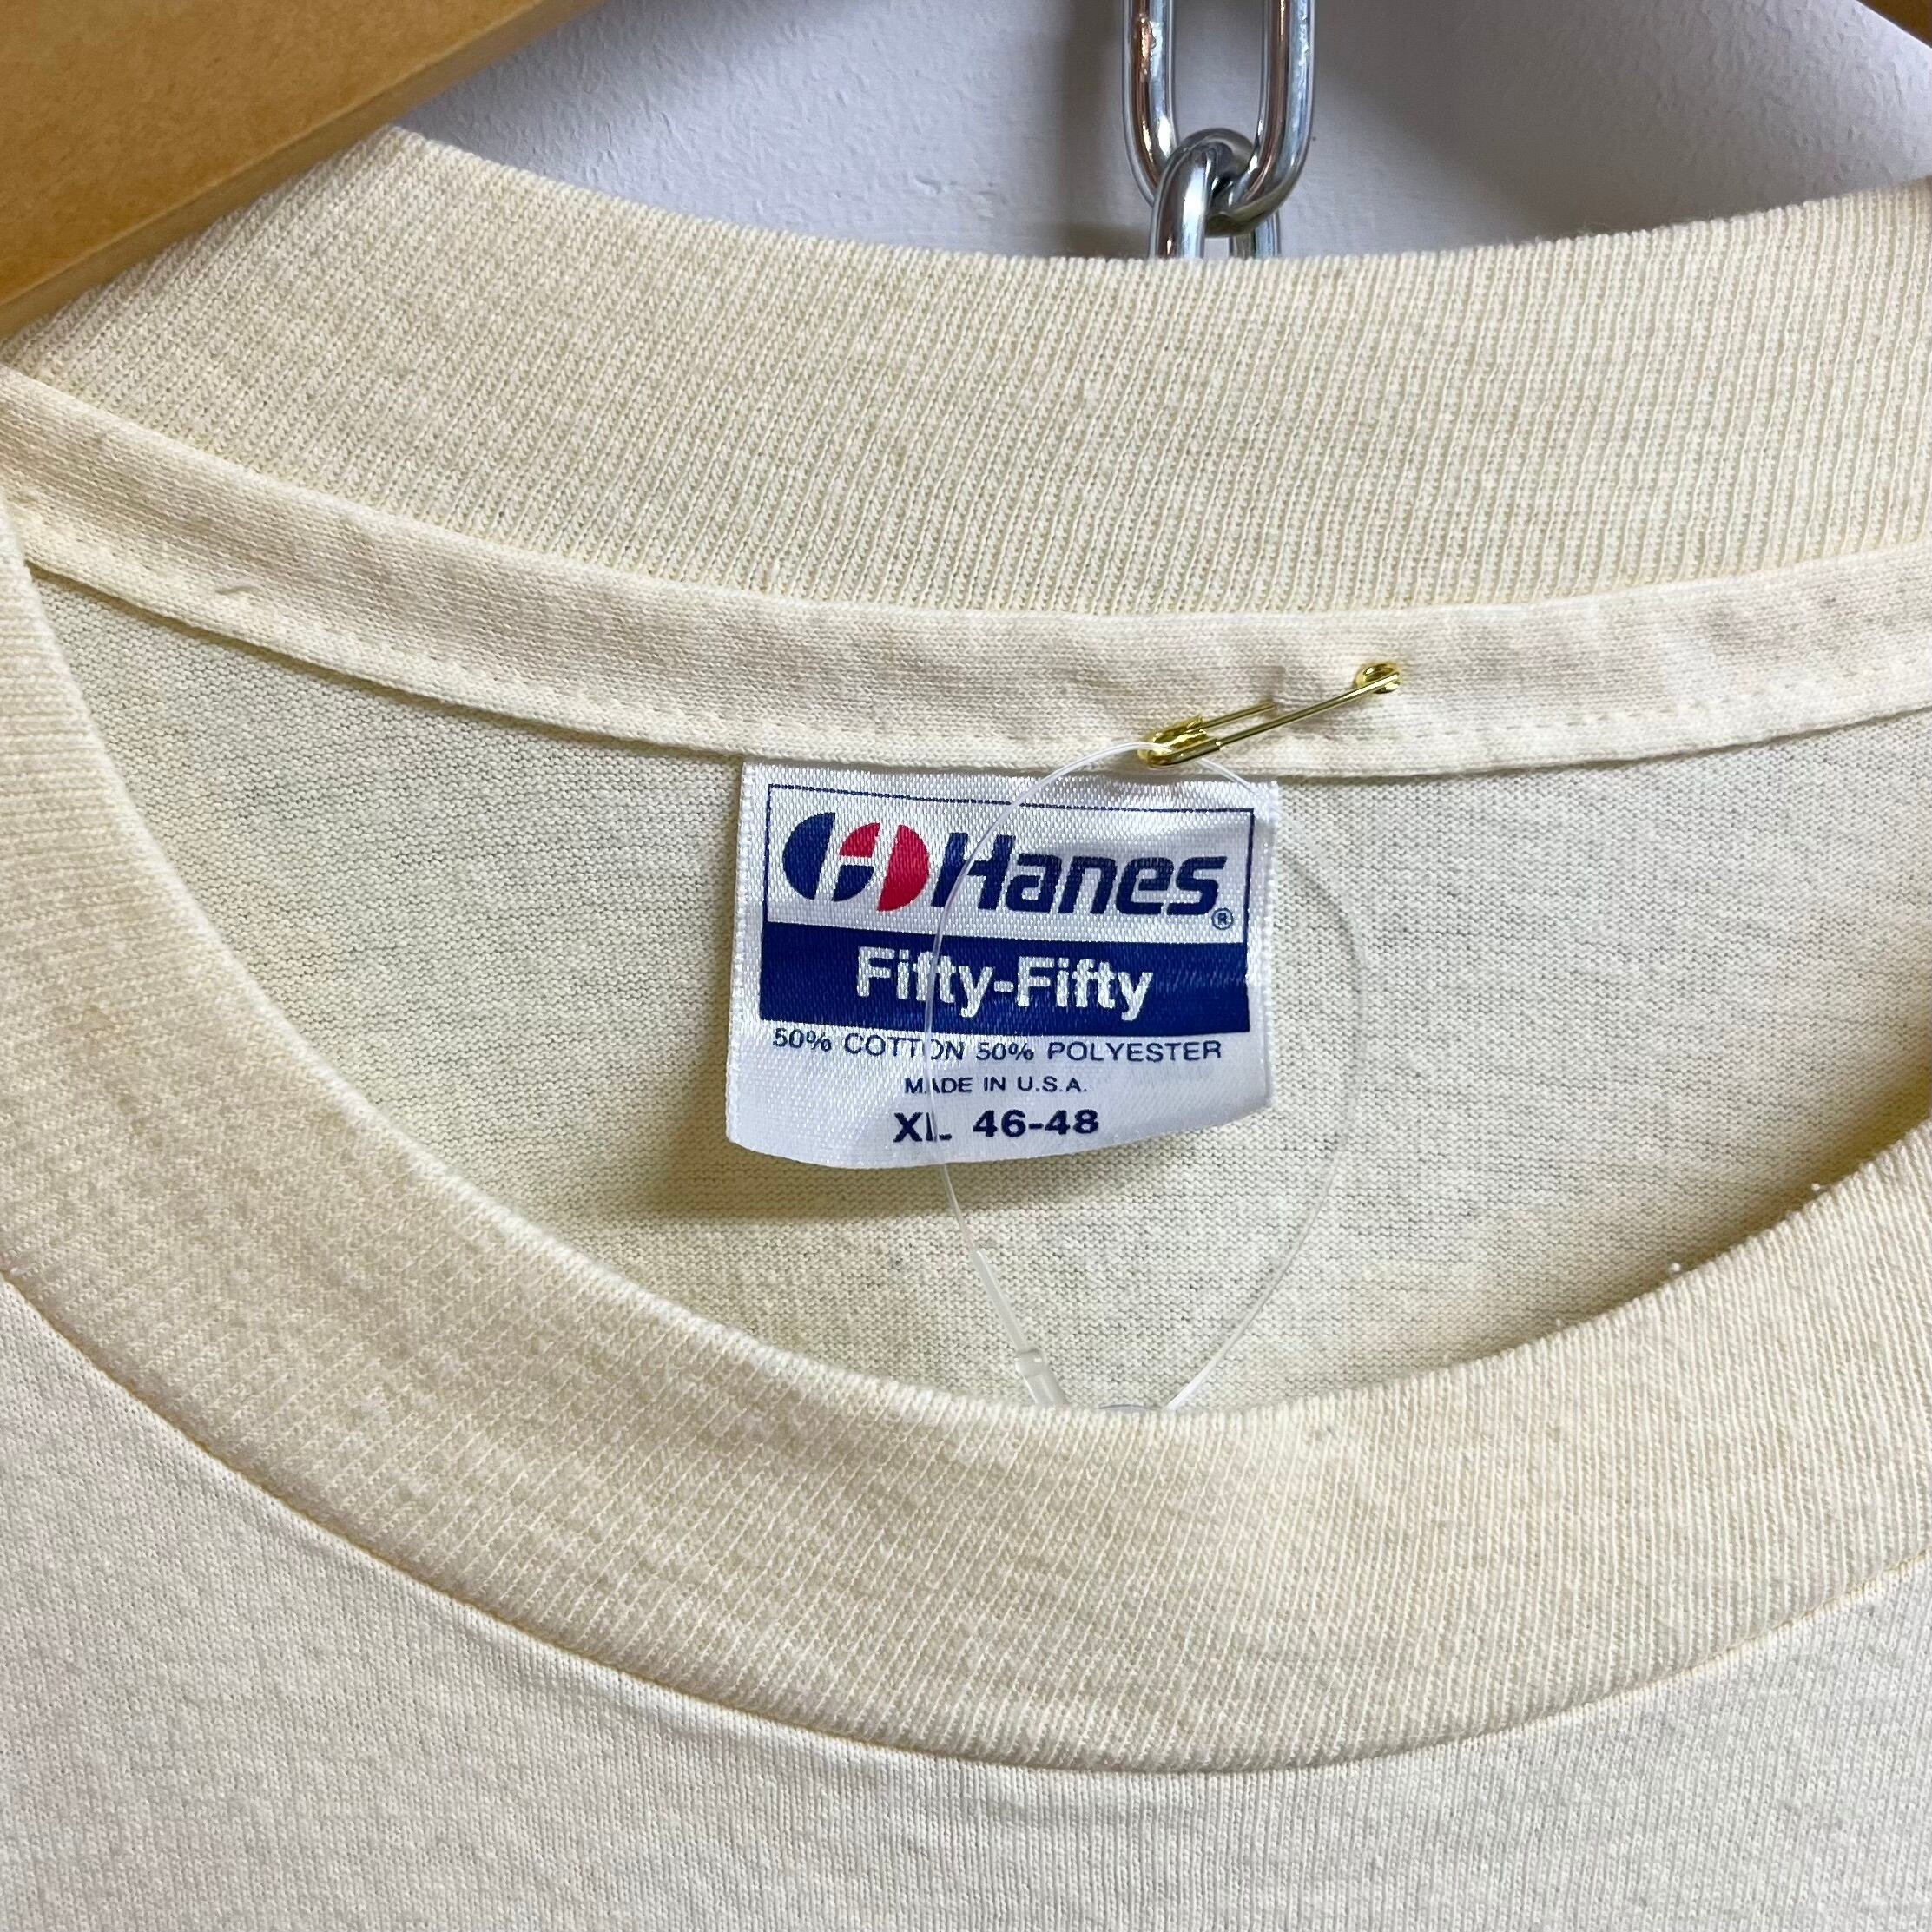 Hanes®
Fifty-Fifty
50% COTTON 50% POLYESTER
MADE IN U.S.A.
XL 46-48